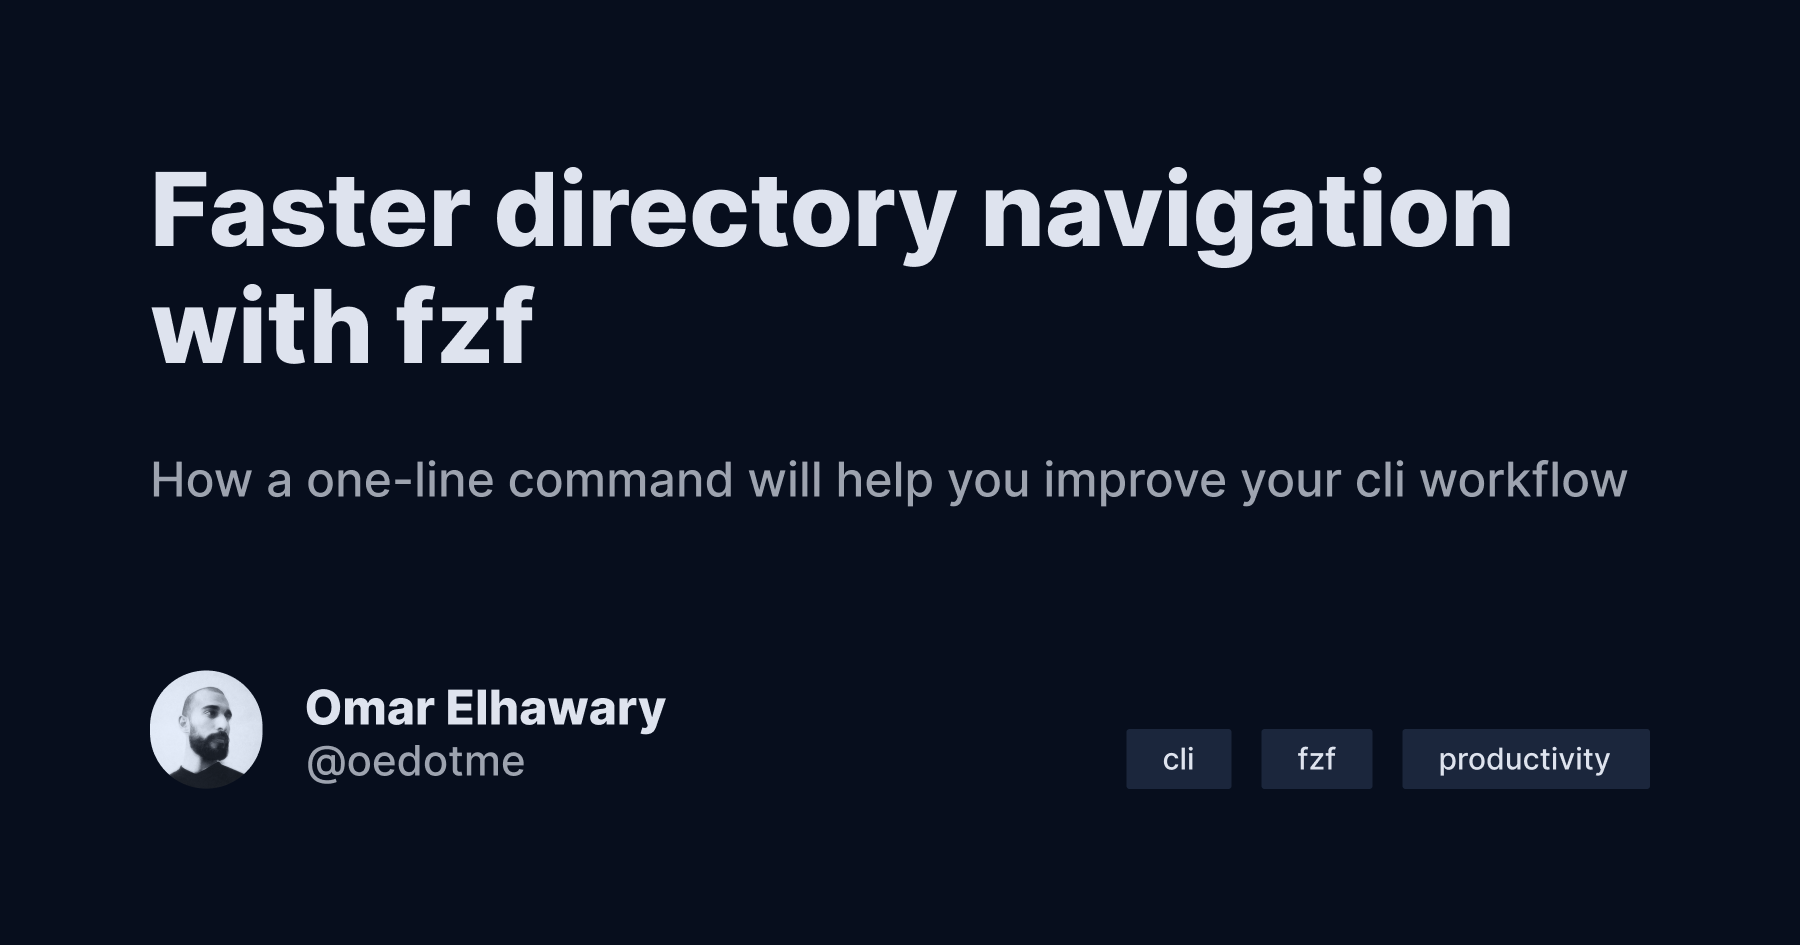 Faster directory navigation
with fzf
How a one-line command will help you improve your cli workflow
Omar Elhawary
@oedotme
cli
fzf
productivity